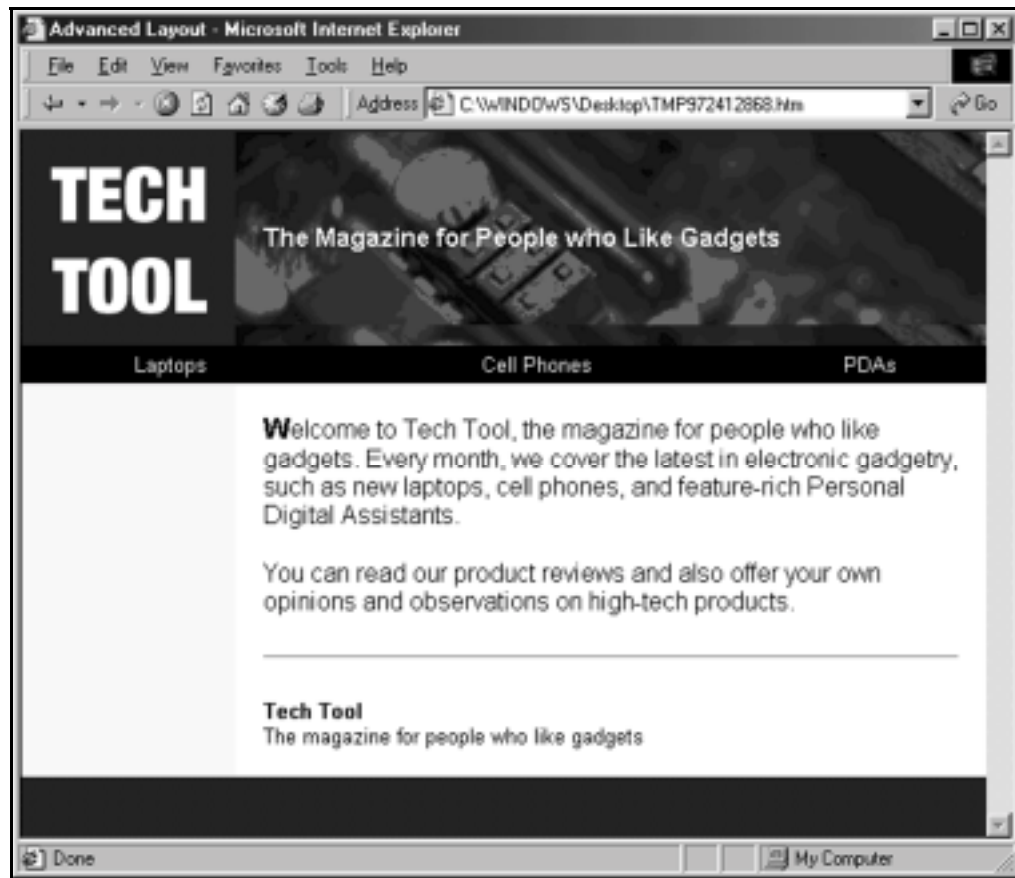 Advanced Layout - Microsoft Internet Explorer
File Edit View Favorites Tools Help
Address C:\WINDOWS\Desktop\TMP972412868.htm Go
TECH
TOOL
The Magazine for People who Like Gadgets
Laptops Cell Phones PDAs
Welcome to Tech Tool, the magazine for people who like
gadgets. Every month, we cover the latest in electronic gadgetry,
such as new laptops, cell phones, and feature-rich Personal
Digital Assistants.
You can read our product reviews and also offer your own
opinions and observations on high-tech products.
Tech Tool
The magazine for people who like gadgets
Done My Computer